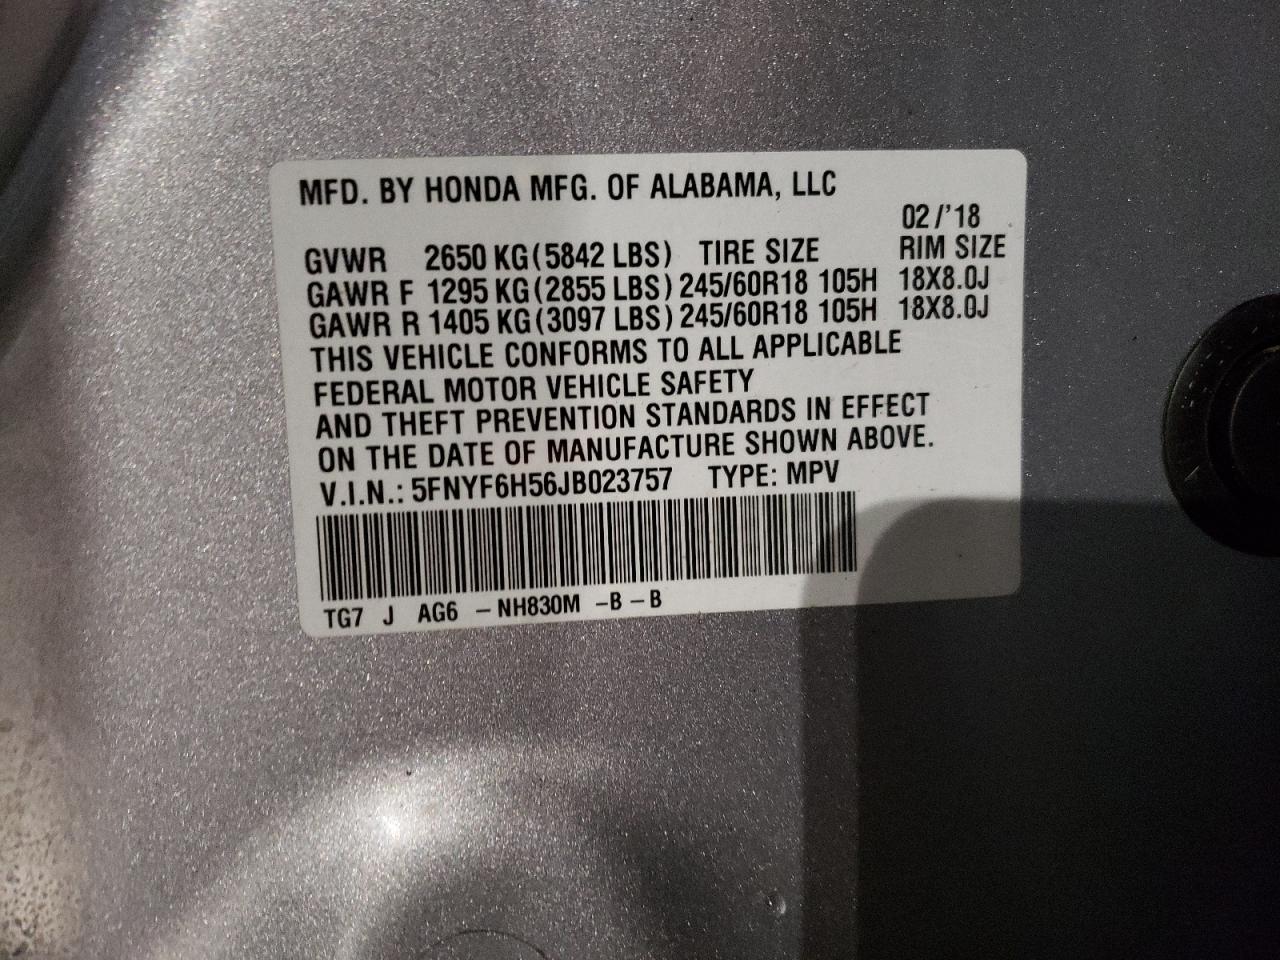 MFD. BY HONDA MFG. OF ALABAMA, LLC
02/'18
GVWR 2650 KG (5842 LBS) TIRE SIZE RIM SIZE
GAWR F 1295 KG (2855 LBS) 245/60R18 105H 18X8.0J
GAWR R 1405 KG (3097 LBS) 245/60R18 105H 18X8.0J
THIS VEHICLE CONFORMS TO ALL APPLICABLE
FEDERAL MOTOR VEHICLE SAFETY
AND THEFT PREVENTION STANDARDS IN EFFECT
ON THE DATE OF MANUFACTURE SHOWN ABOVE.
V.I.N.: 5FNYF6H56JB023757 TYPE: MPV
TG7 J AG6 – NH830M –B – B